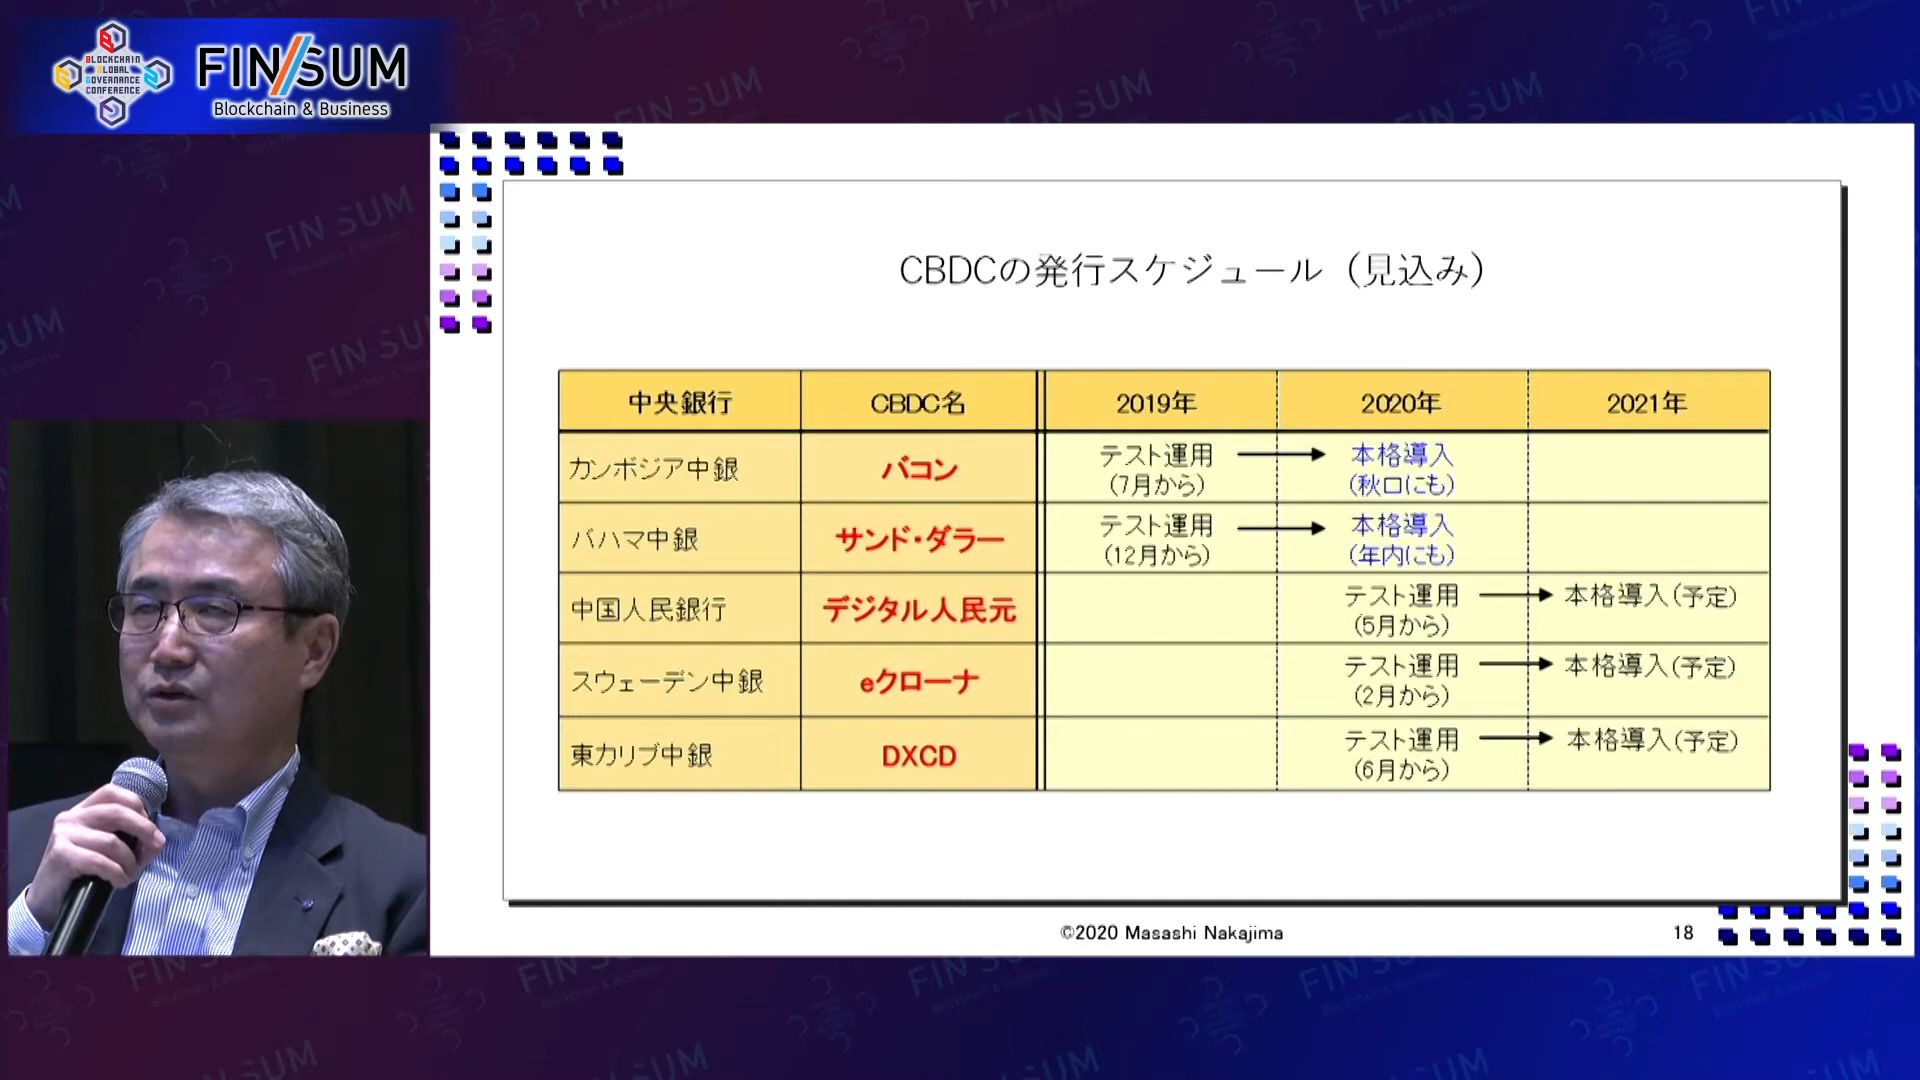 BLOCKCHAIN
GLOBAL
GOVERNANCE
CONFERENCE
FIN/SUM
Blockchain & Business
CBDCの発行スケジュール（見込み）
中央銀行 CBDC名 2019年 2020年 2021年
カンボジア中銀 バコン テスト運用 本格導入
(7月から) (秋口にも)
バハマ中銀 サンド・ダラー テスト運用 本格導入
(12月から) (年内にも)
中国人民銀行 デジタル人民元 テスト運用 本格導入(予定)
(5月から)
スウェーデン中銀 eクローナ テスト運用 本格導入(予定)
(2月から)
東カリブ中銀 DXCD テスト運用 本格導入(予定)
(6月から)
©2020 Masashi Nakajima
18